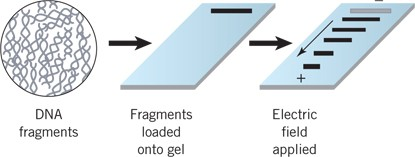 +
DNA
fragments
Fragments
loaded
onto gel
Electric
field
applied